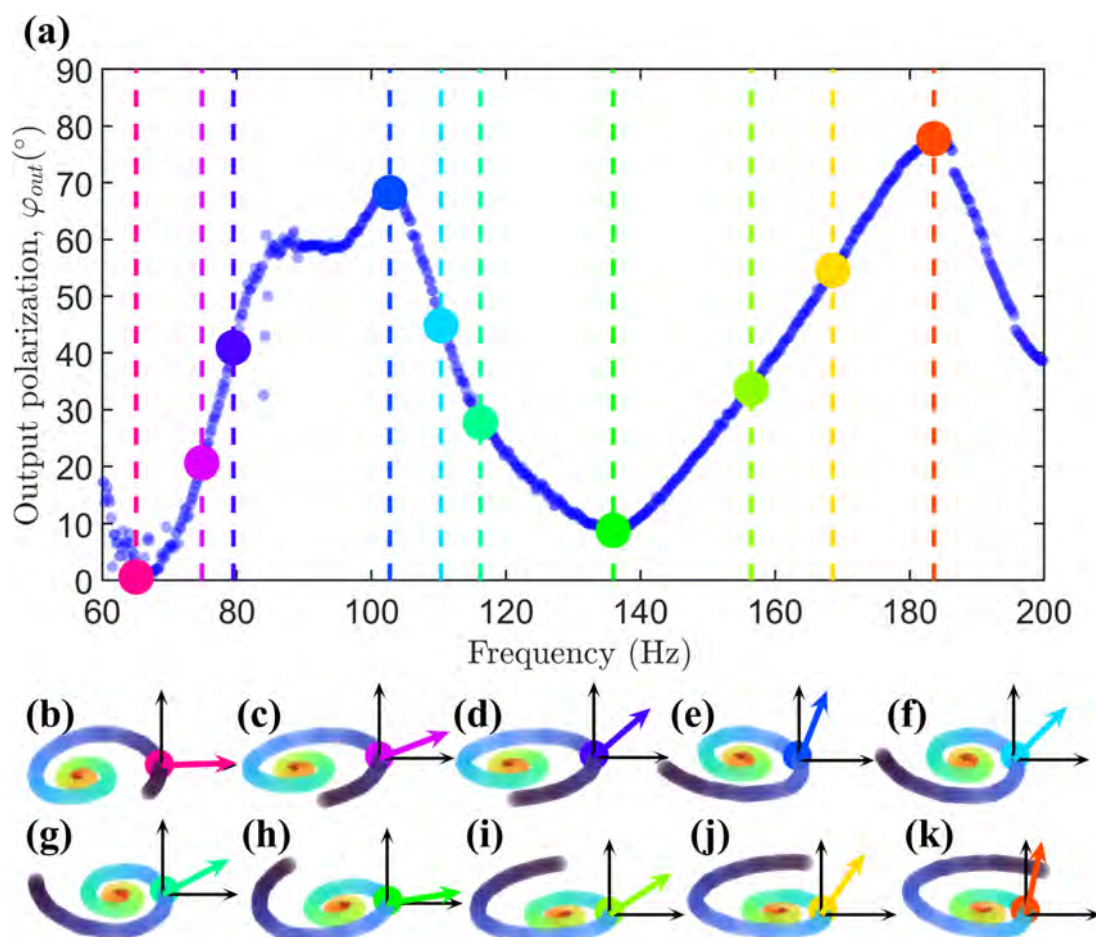 (a)
90
80
70
60
50
40
30
20
10
0
Output polarization, φout(°)
60 80 100 120 140 160 180 200
Frequency (Hz)
(b) (c) (d) (e) (f)
(g) (h) (i) (j) (k)